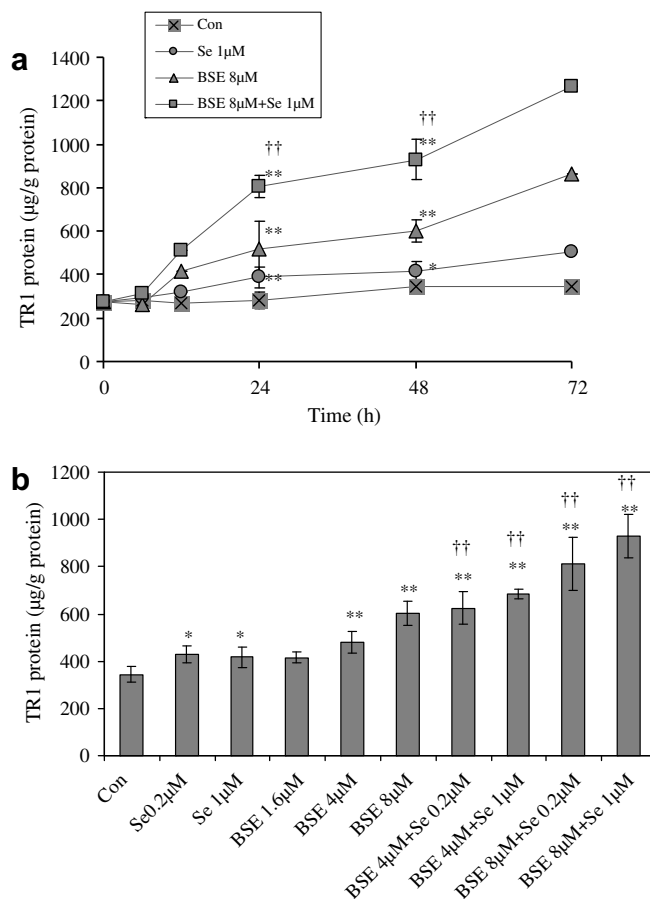 Con
Se 1μM
BSE 8μM
BSE 8μM+Se 1μM
a
TR1 protein (μg/g protein)
1400
1200
1000
800
600
400
200
0
††
**
**
**
††
**
**
*
0
24
48
72
Time (h)
b
TR1 protein (μg/g protein)
1200
1000
800
600
400
200
0
*
*
**
**
††
**
††
**
††
**
††
**
Con
Se0.2μM
Se 1μM
BSE 1.6μM
BSE 4μM
BSE 8μM
BSE 4μM+Se 0.2μM
BSE 4μM+Se 1μM
BSE 8μM+Se 0.2μM
BSE 8μM+Se 1μM